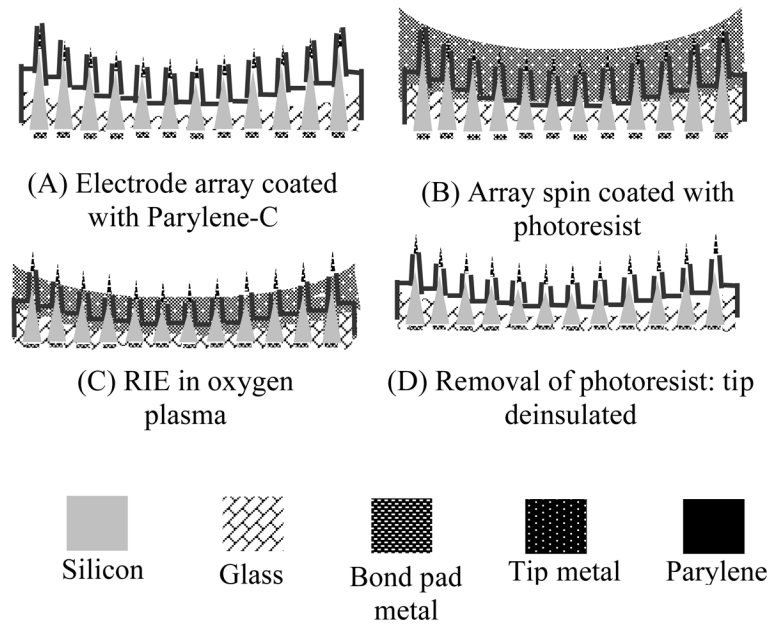 (A) Electrode array coated
with Parylene-C
(B) Array spin coated with
photoresist
(C) RIE in oxygen
plasma
(D) Removal of photoresist: tip
deinsulated
Silicon
Glass
Bond pad
metal
Tip metal
Parylene